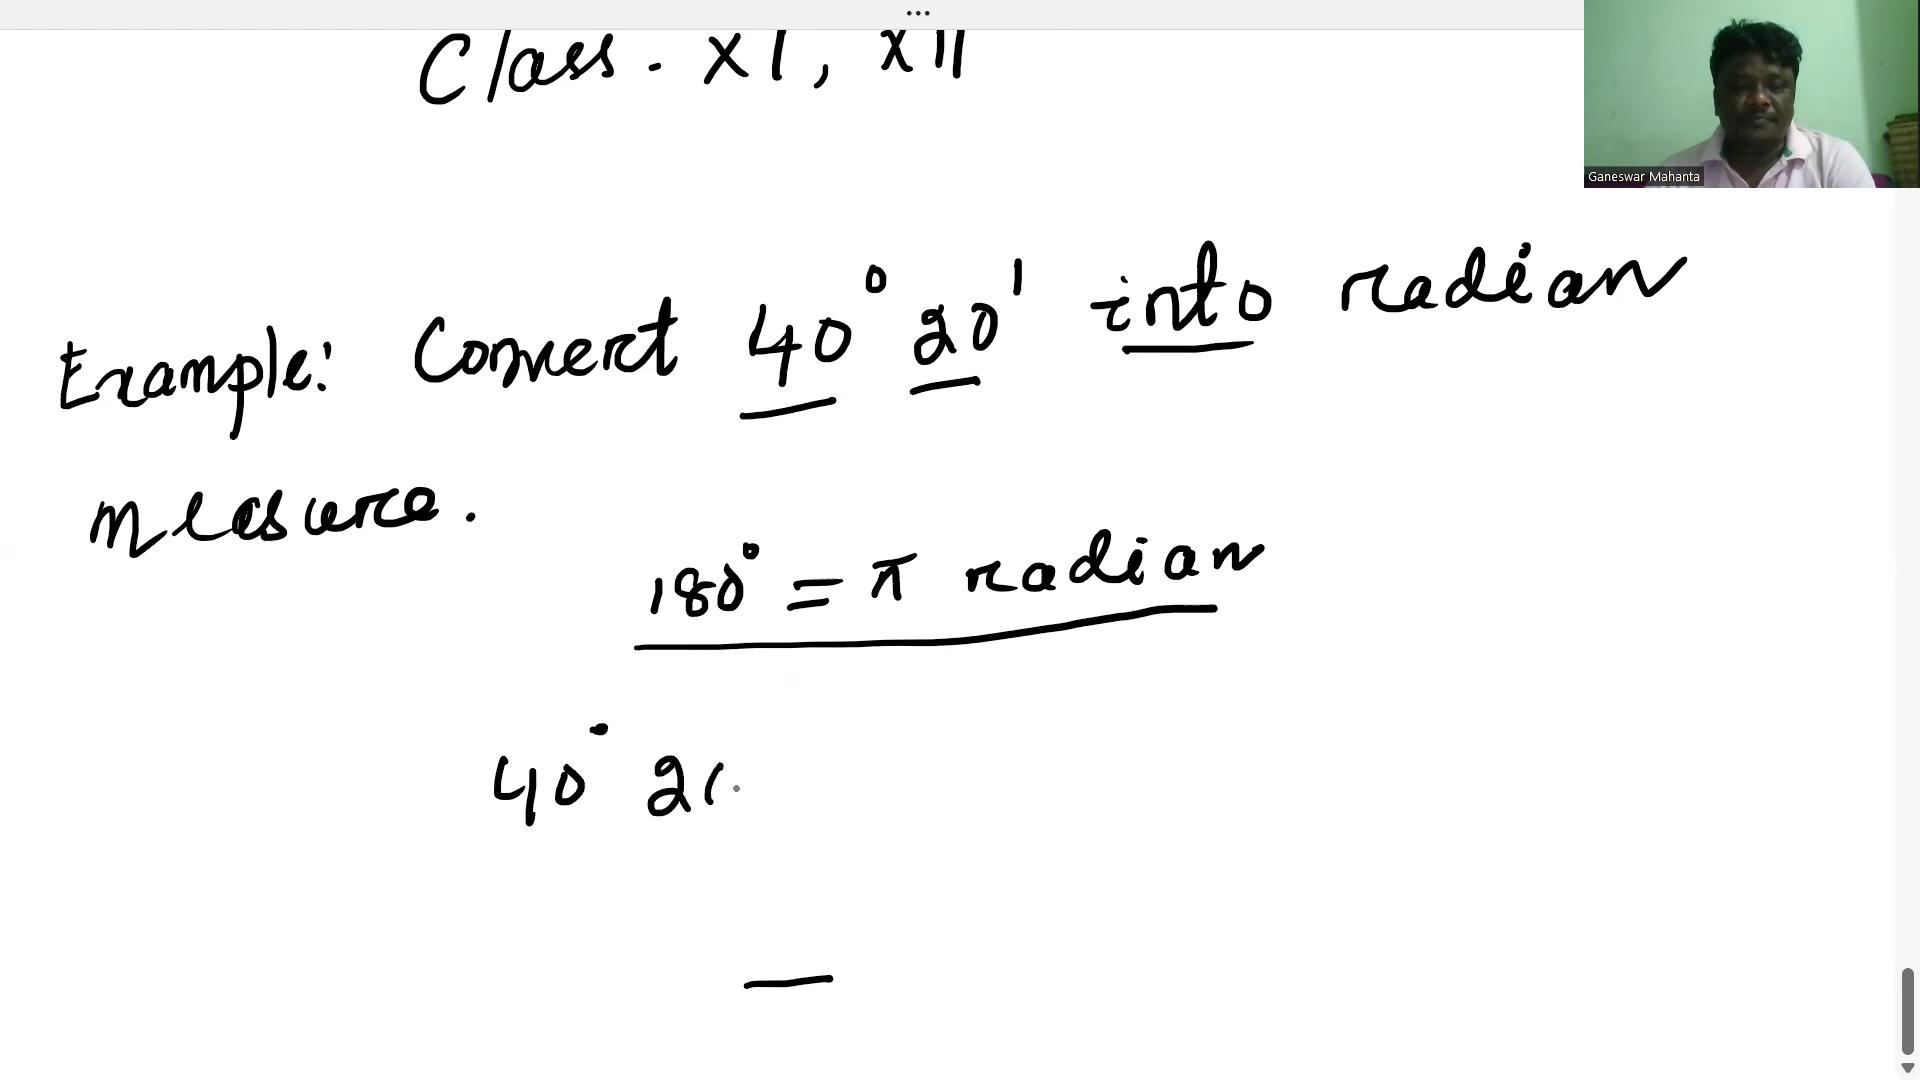 Class. XI, XII
Ganeswar Mahanta
Example: Convert 40° 20' into radian
measure.
180° = π radian
40° 2(